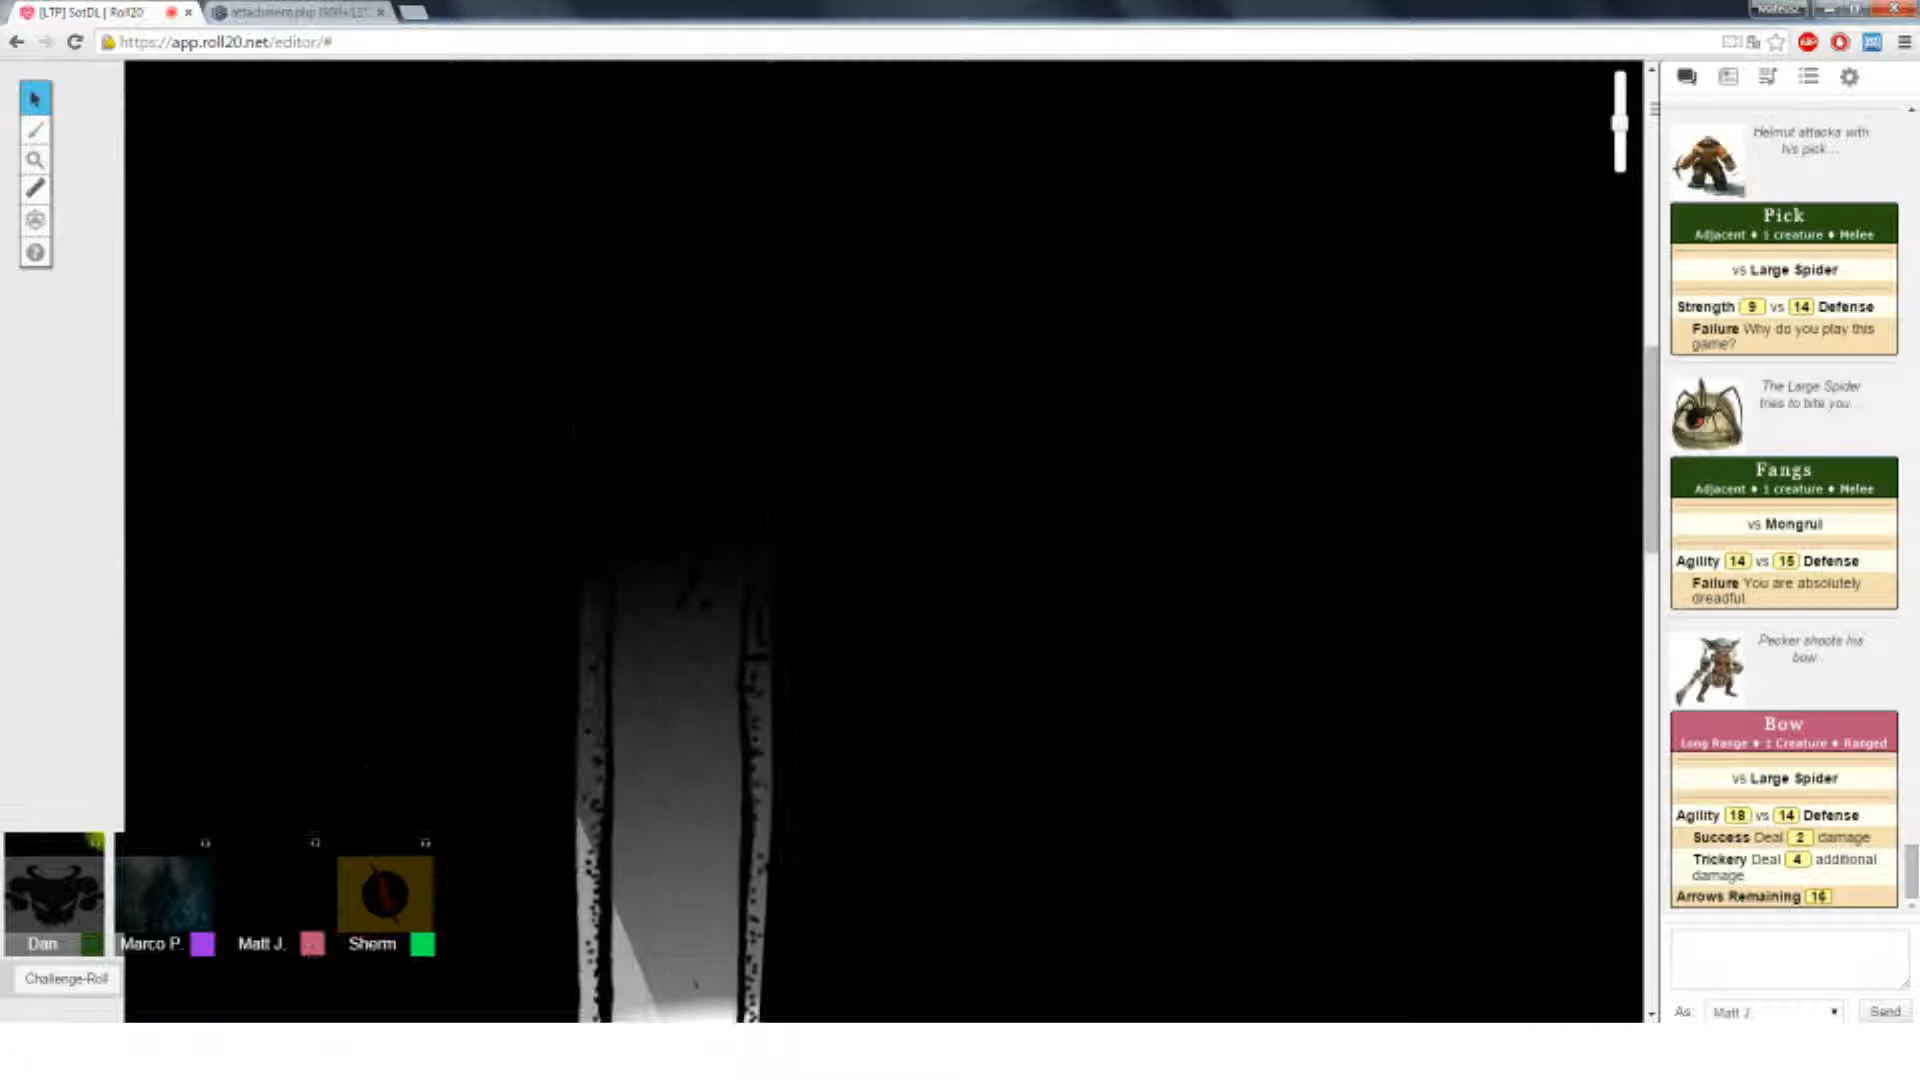 [LTP] SotDL | Roll20
attachment.php
Mateusz
https://app.roll20.net/editor/#
Helmut attacks with
his pick...
Pick
Adjacent ♦ 1 creature ♦ Melee
vs Large Spider
Strength 9 vs 14 Defense
Failure Why do you play this
game?
The Large Spider
tries to bite you...
Fangs
Adjacent ♦ 1 creature ♦ Melee
vs Mongrul
Agility 14 vs 15 Defense
Failure You are absolutely
dreadful.
Pecker shoots his
bow...
Bow
Long Range ♦ 1 Creature ♦ Ranged
vs Large Spider
Agility 18 vs 14 Defense
Success Deal 2 damage
Trickery Deal 4 additional
damage
Arrows Remaining 16
Dan
Marco P.
Matt J.
Sherm
Challenge-Roll
As:
Matt J.
Send